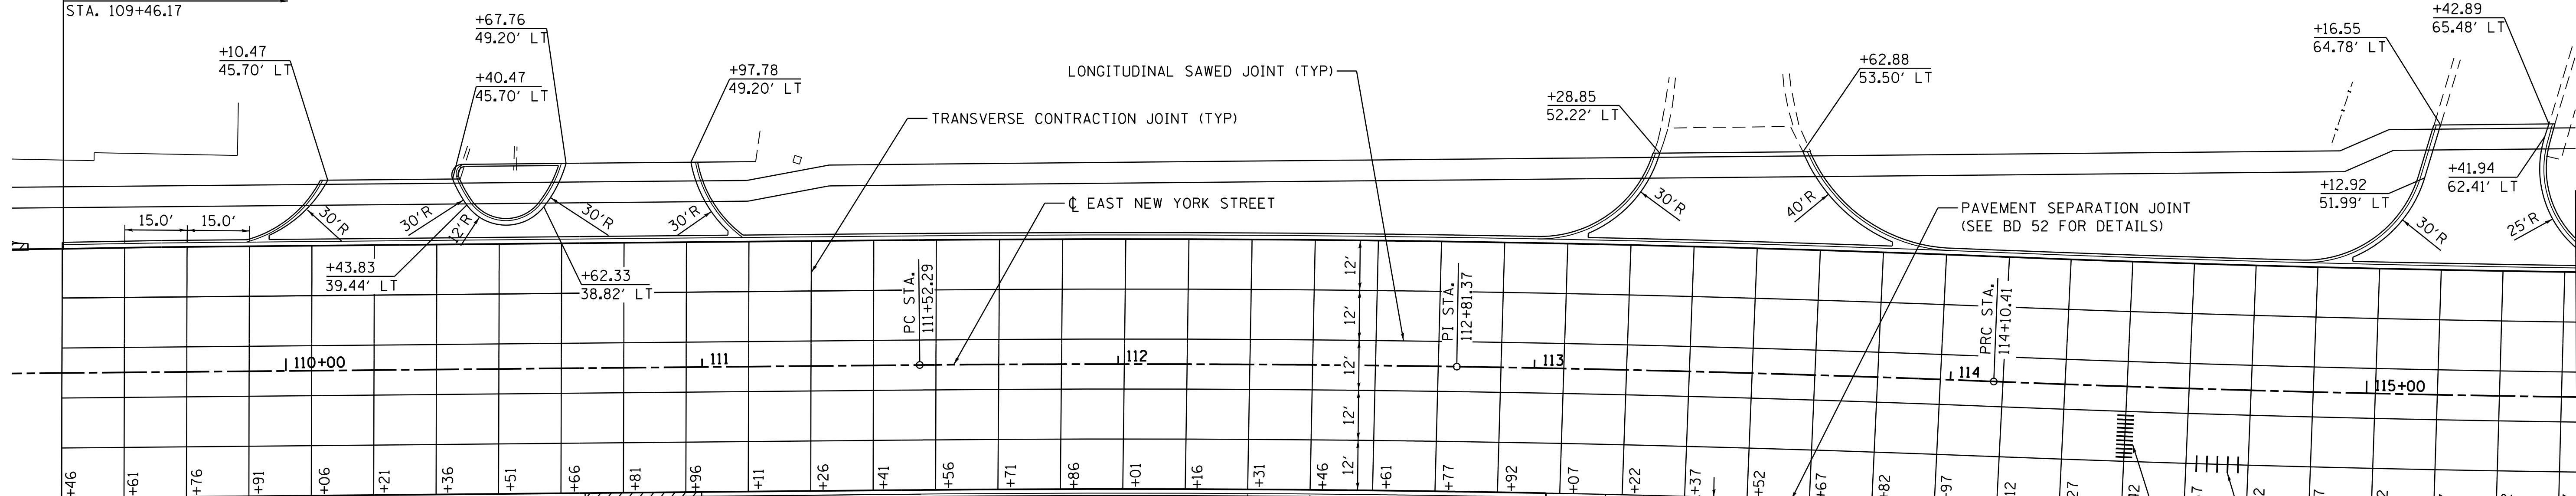 STA. 109+46.17
+10.47
45.70' LT
+67.76
49.20' LT
+40.47
45.70' LT
+97.78
49.20' LT
LONGITUDINAL SAWED JOINT (TYP)
TRANSVERSE CONTRACTION JOINT (TYP)
+28.85
52.22' LT
+62.88
53.50' LT
+16.55
64.78' LT
+42.89
65.48' LT
+41.94
62.41' LT
+12.92
51.99' LT
15.0'
15.0'
30'R
30'R
12'R
30'R
30'R
℄ EAST NEW YORK STREET
30'R
40'R
PAVEMENT SEPARATION JOINT
(SEE BD 52 FOR DETAILS)
30'R
25'R
+43.83
39.44' LT
+62.33
38.82' LT
PC STA.
111+52.29
PI STA.
112+81.37
PRC STA.
114+10.41
12'
12'
12'
12'
12'
110+00
111
112
113
114
115+00
+46
+61
+76
+91
+06
+21
+36
+51
+66
+81
+96
+11
+26
+41
+56
+71
+86
+01
+16
+31
+46
+61
+77
+92
+07
+22
+37
+52
+67
+82
+97